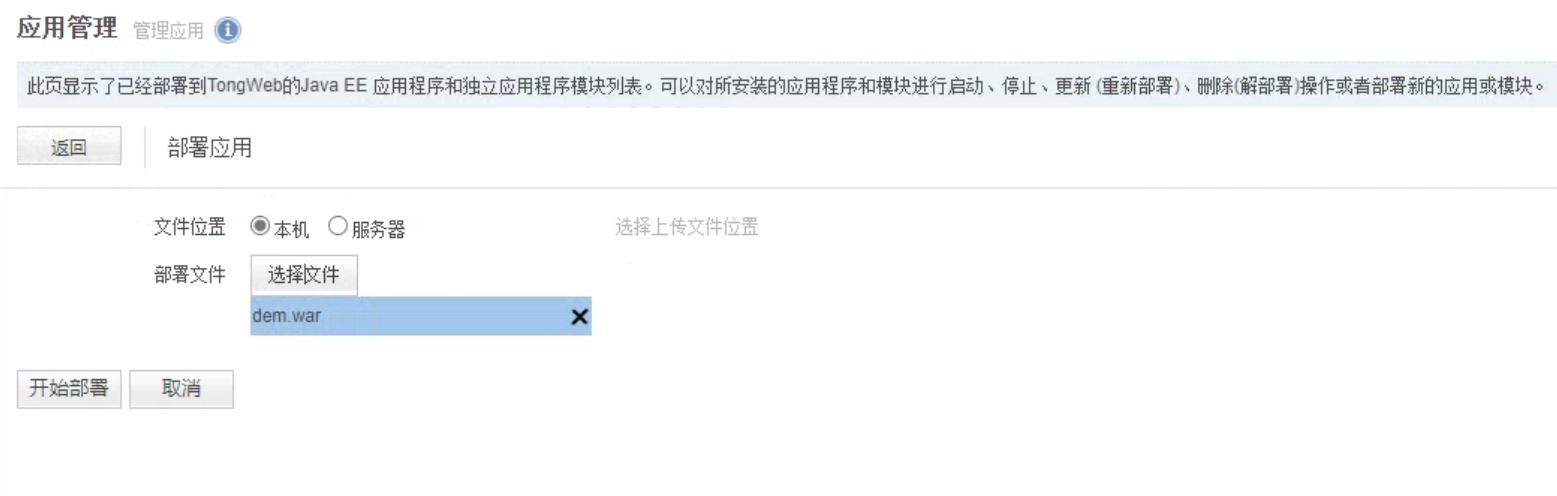 应用管理 管理应用
此页显示了已经部署到TongWeb的Java EE 应用程序和独立应用程序模块列表。可以对所安装的应用程序和模块进行启动、停止、更新 (重新部署)、删除(解部署)操作或者部署新的应用或模块。
返回 部署应用
文件位置 本机 服务器 选择上传文件位置
部署文件 选择文件
dem.war
开始部署 取消